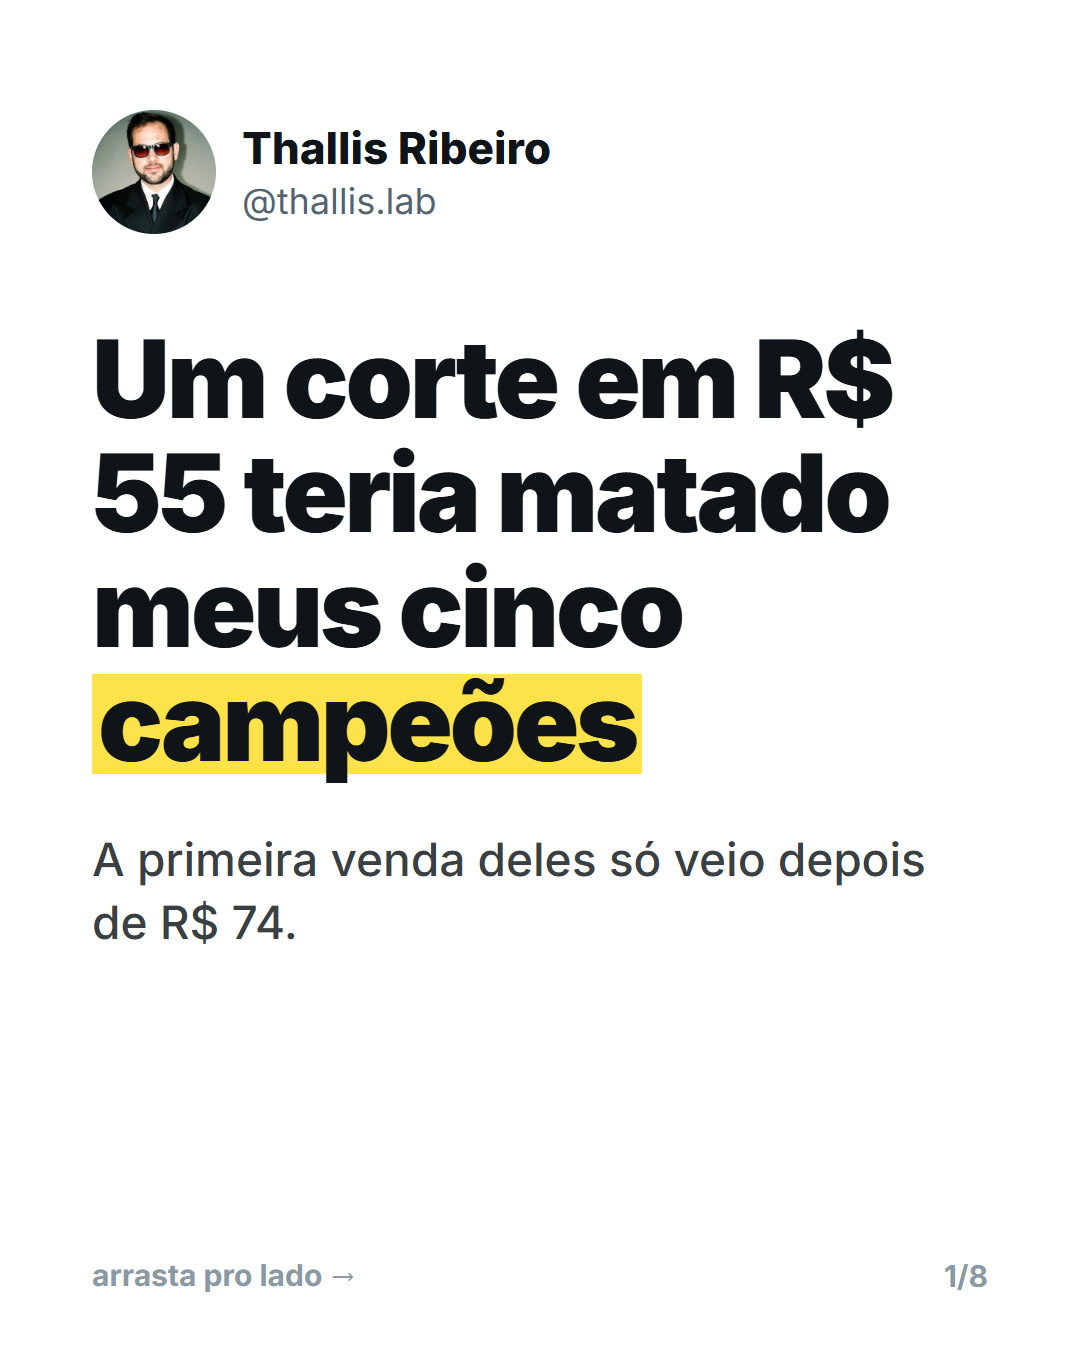 Thallis Ribeiro
@thallis.lab
Um corte em R$
55 teria matado
meus cinco
campeões
A primeira venda deles só veio depois
de R$ 74.
arrasta pro lado →
1/8